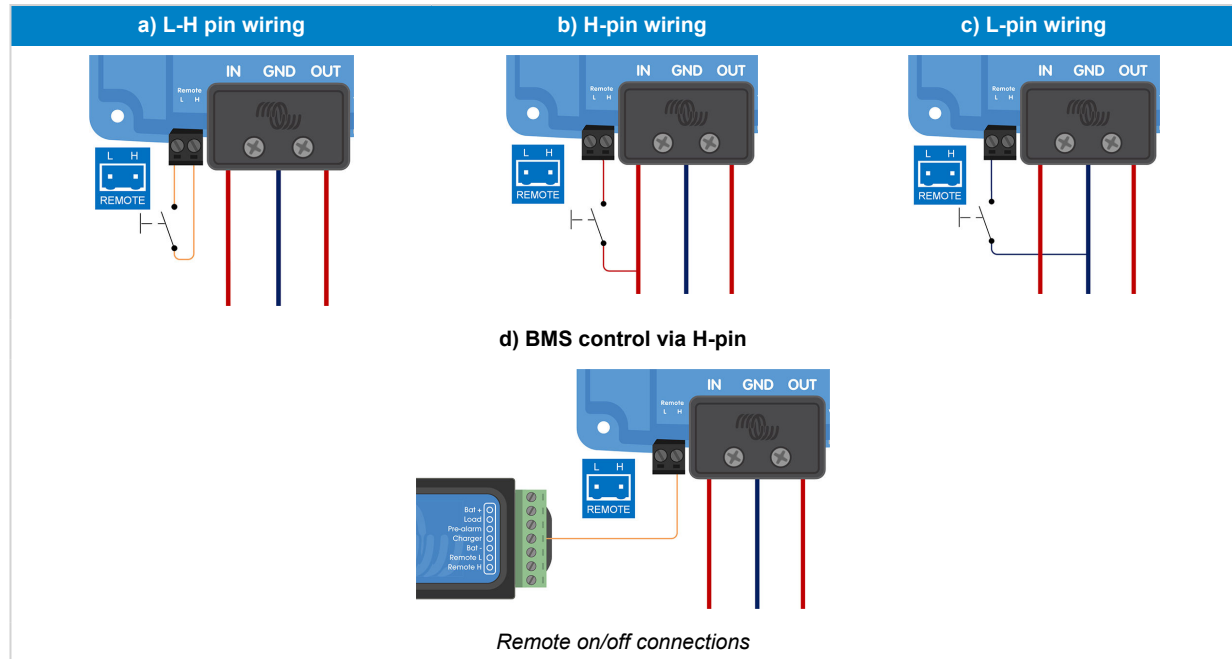 a) L-H pin wiring
b) H-pin wiring
c) L-pin wiring
IN GND OUT
Remote
L H
L H
REMOTE
IN GND OUT
Remote
L H
L H
REMOTE
IN GND OUT
Remote
L H
L H
REMOTE
d) BMS control via H-pin
IN GND OUT
Remote
L H
L H
REMOTE
Bat +
Load
Pre-alarm
Charger
Bat -
Remote L
Remote H
Remote on/off connections